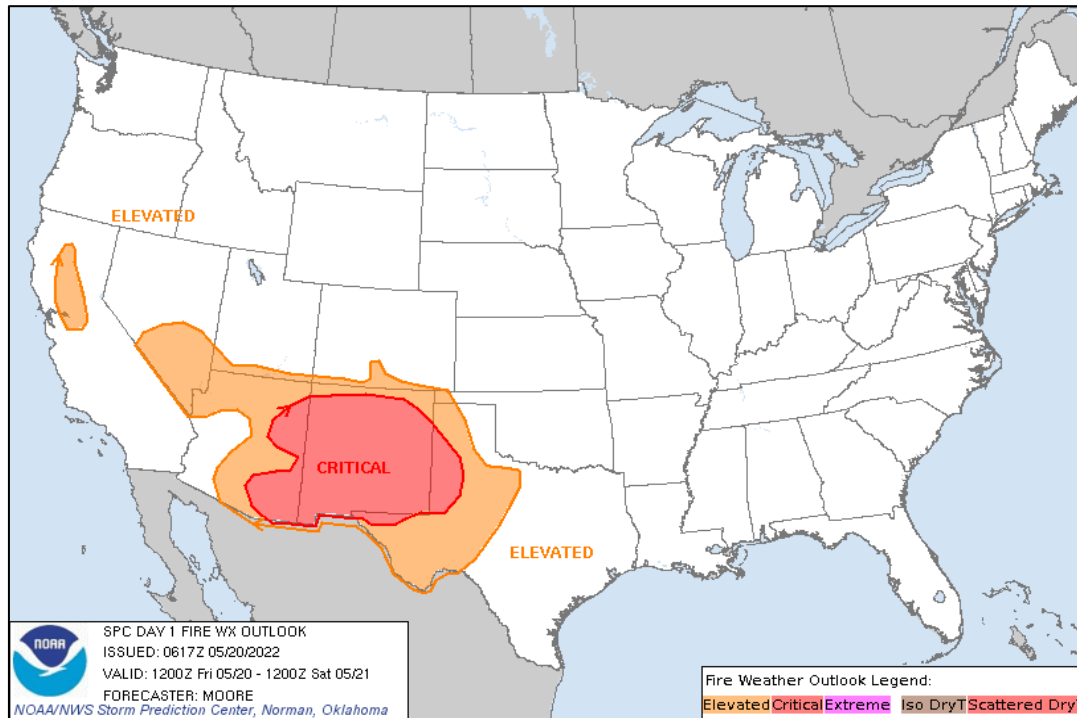 ELEVATED
CRITICAL
ELEVATED
NOAA
SPC DAY 1 FIRE WX OUTLOOK
ISSUED: 0617Z 05/20/2022
VALID: 1200Z Fri 05/20 - 1200Z Sat 05/21
FORECASTER: MOORE
NOAA/NWS Storm Prediction Center, Norman, Oklahoma
Fire Weather Outlook Legend:
Elevated Critical Extreme Iso DryT Scattered DryT